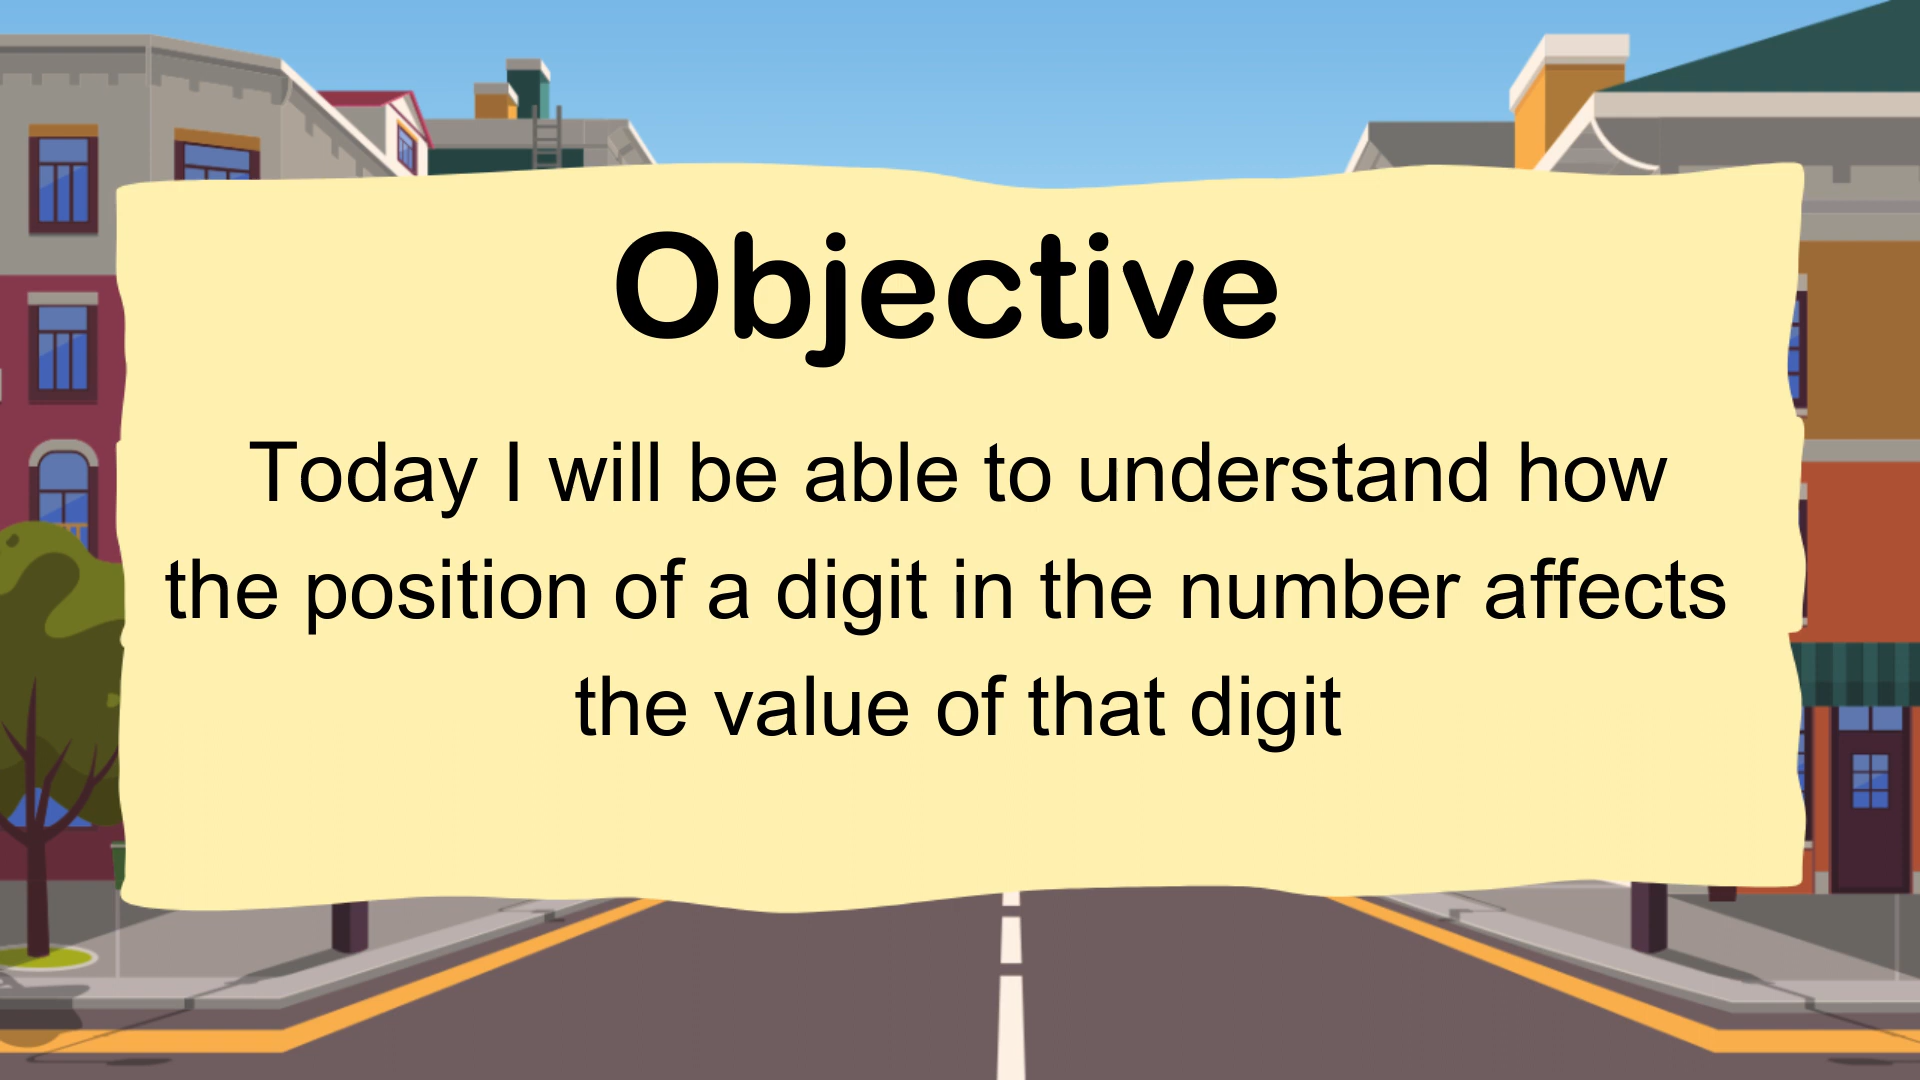 Objective
Today I will be able to understand how
the position of a digit in the number affects
the value of that digit